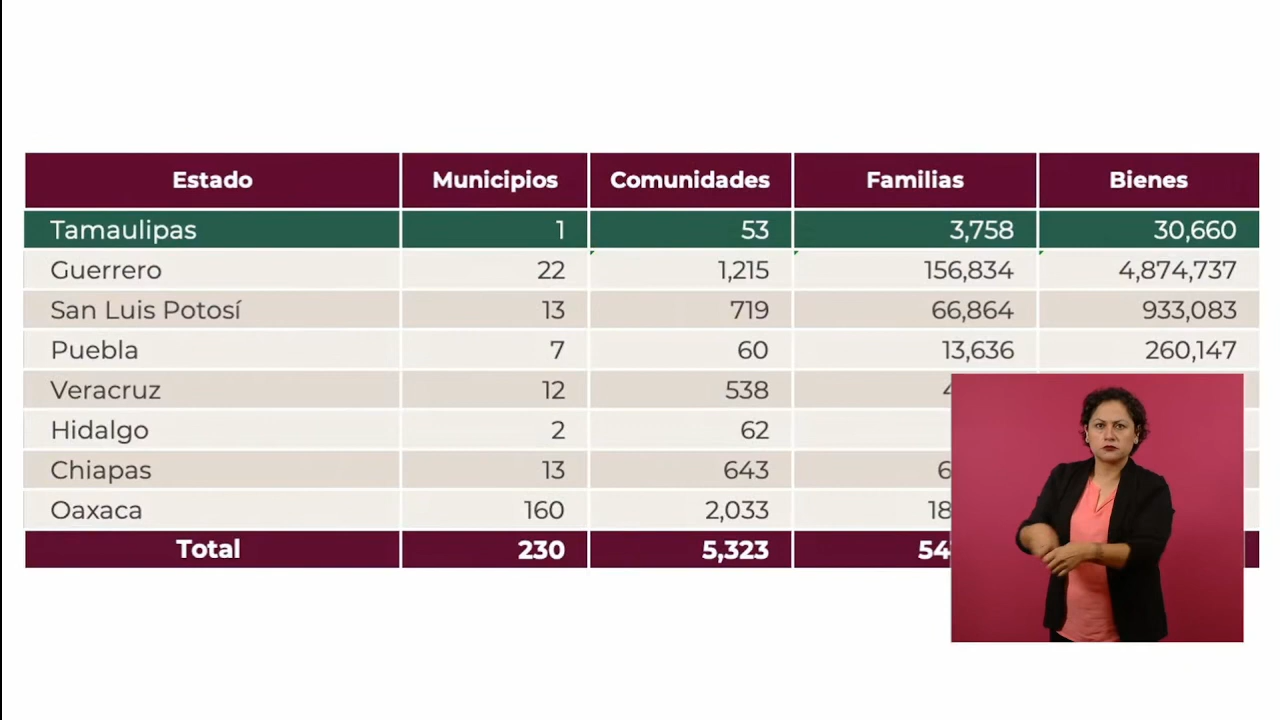 Estado Municipios Comunidades Familias Bienes
Tamaulipas 1 53 3,758 30,660
Guerrero 22 1,215 156,834 4,874,737
San Luis Potosí 13 719 66,864 933,083
Puebla 7 60 13,636 260,147
Veracruz 12 538
Hidalgo 2 62
Chiapas 13 643
Oaxaca 160 2,033
Total 230 5,323